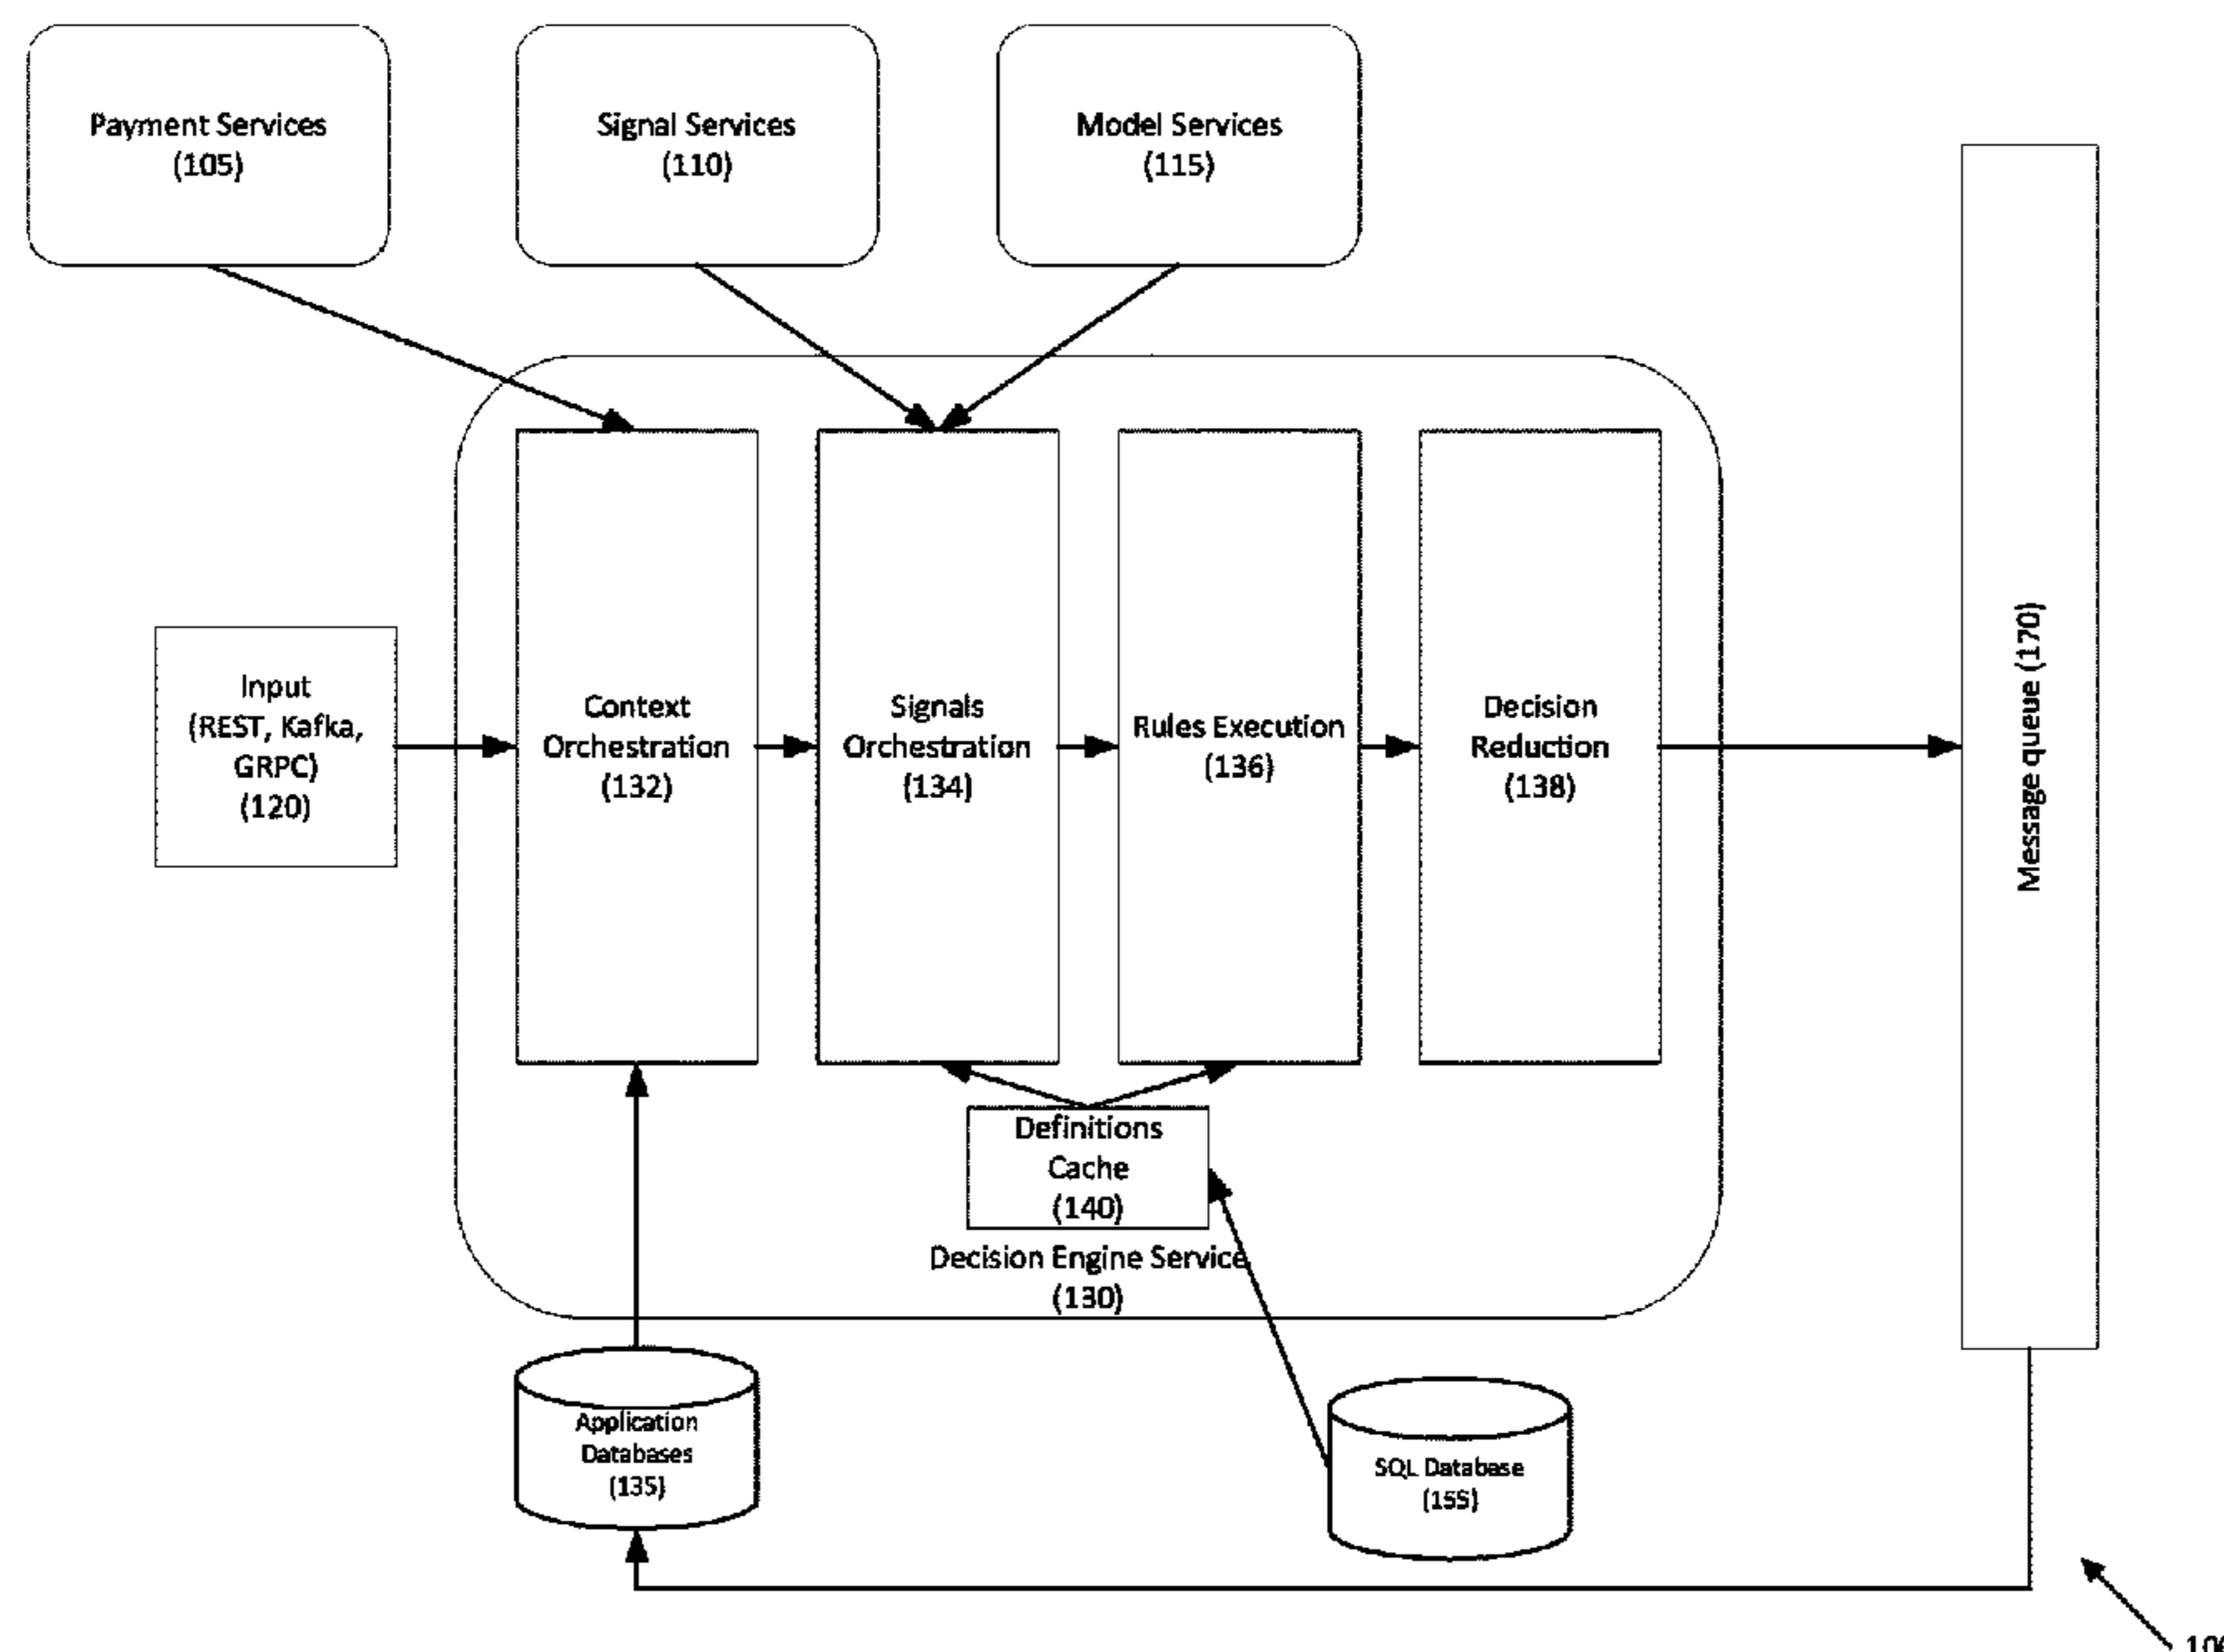 Payment Services
(105)
Signal Services
(110)
Model Services
(115)
Input
(REST, Kafka,
GRPC)
(120)
Context
Orchestration
(132)
Signals
Orchestration
(134)
Rules Execution
(136)
Decision
Reduction
(138)
Message queue (170)
Definitions
Cache
(140)
Decision Engine Service
(130)
Application
Databases
(135)
SQL Database
(155)